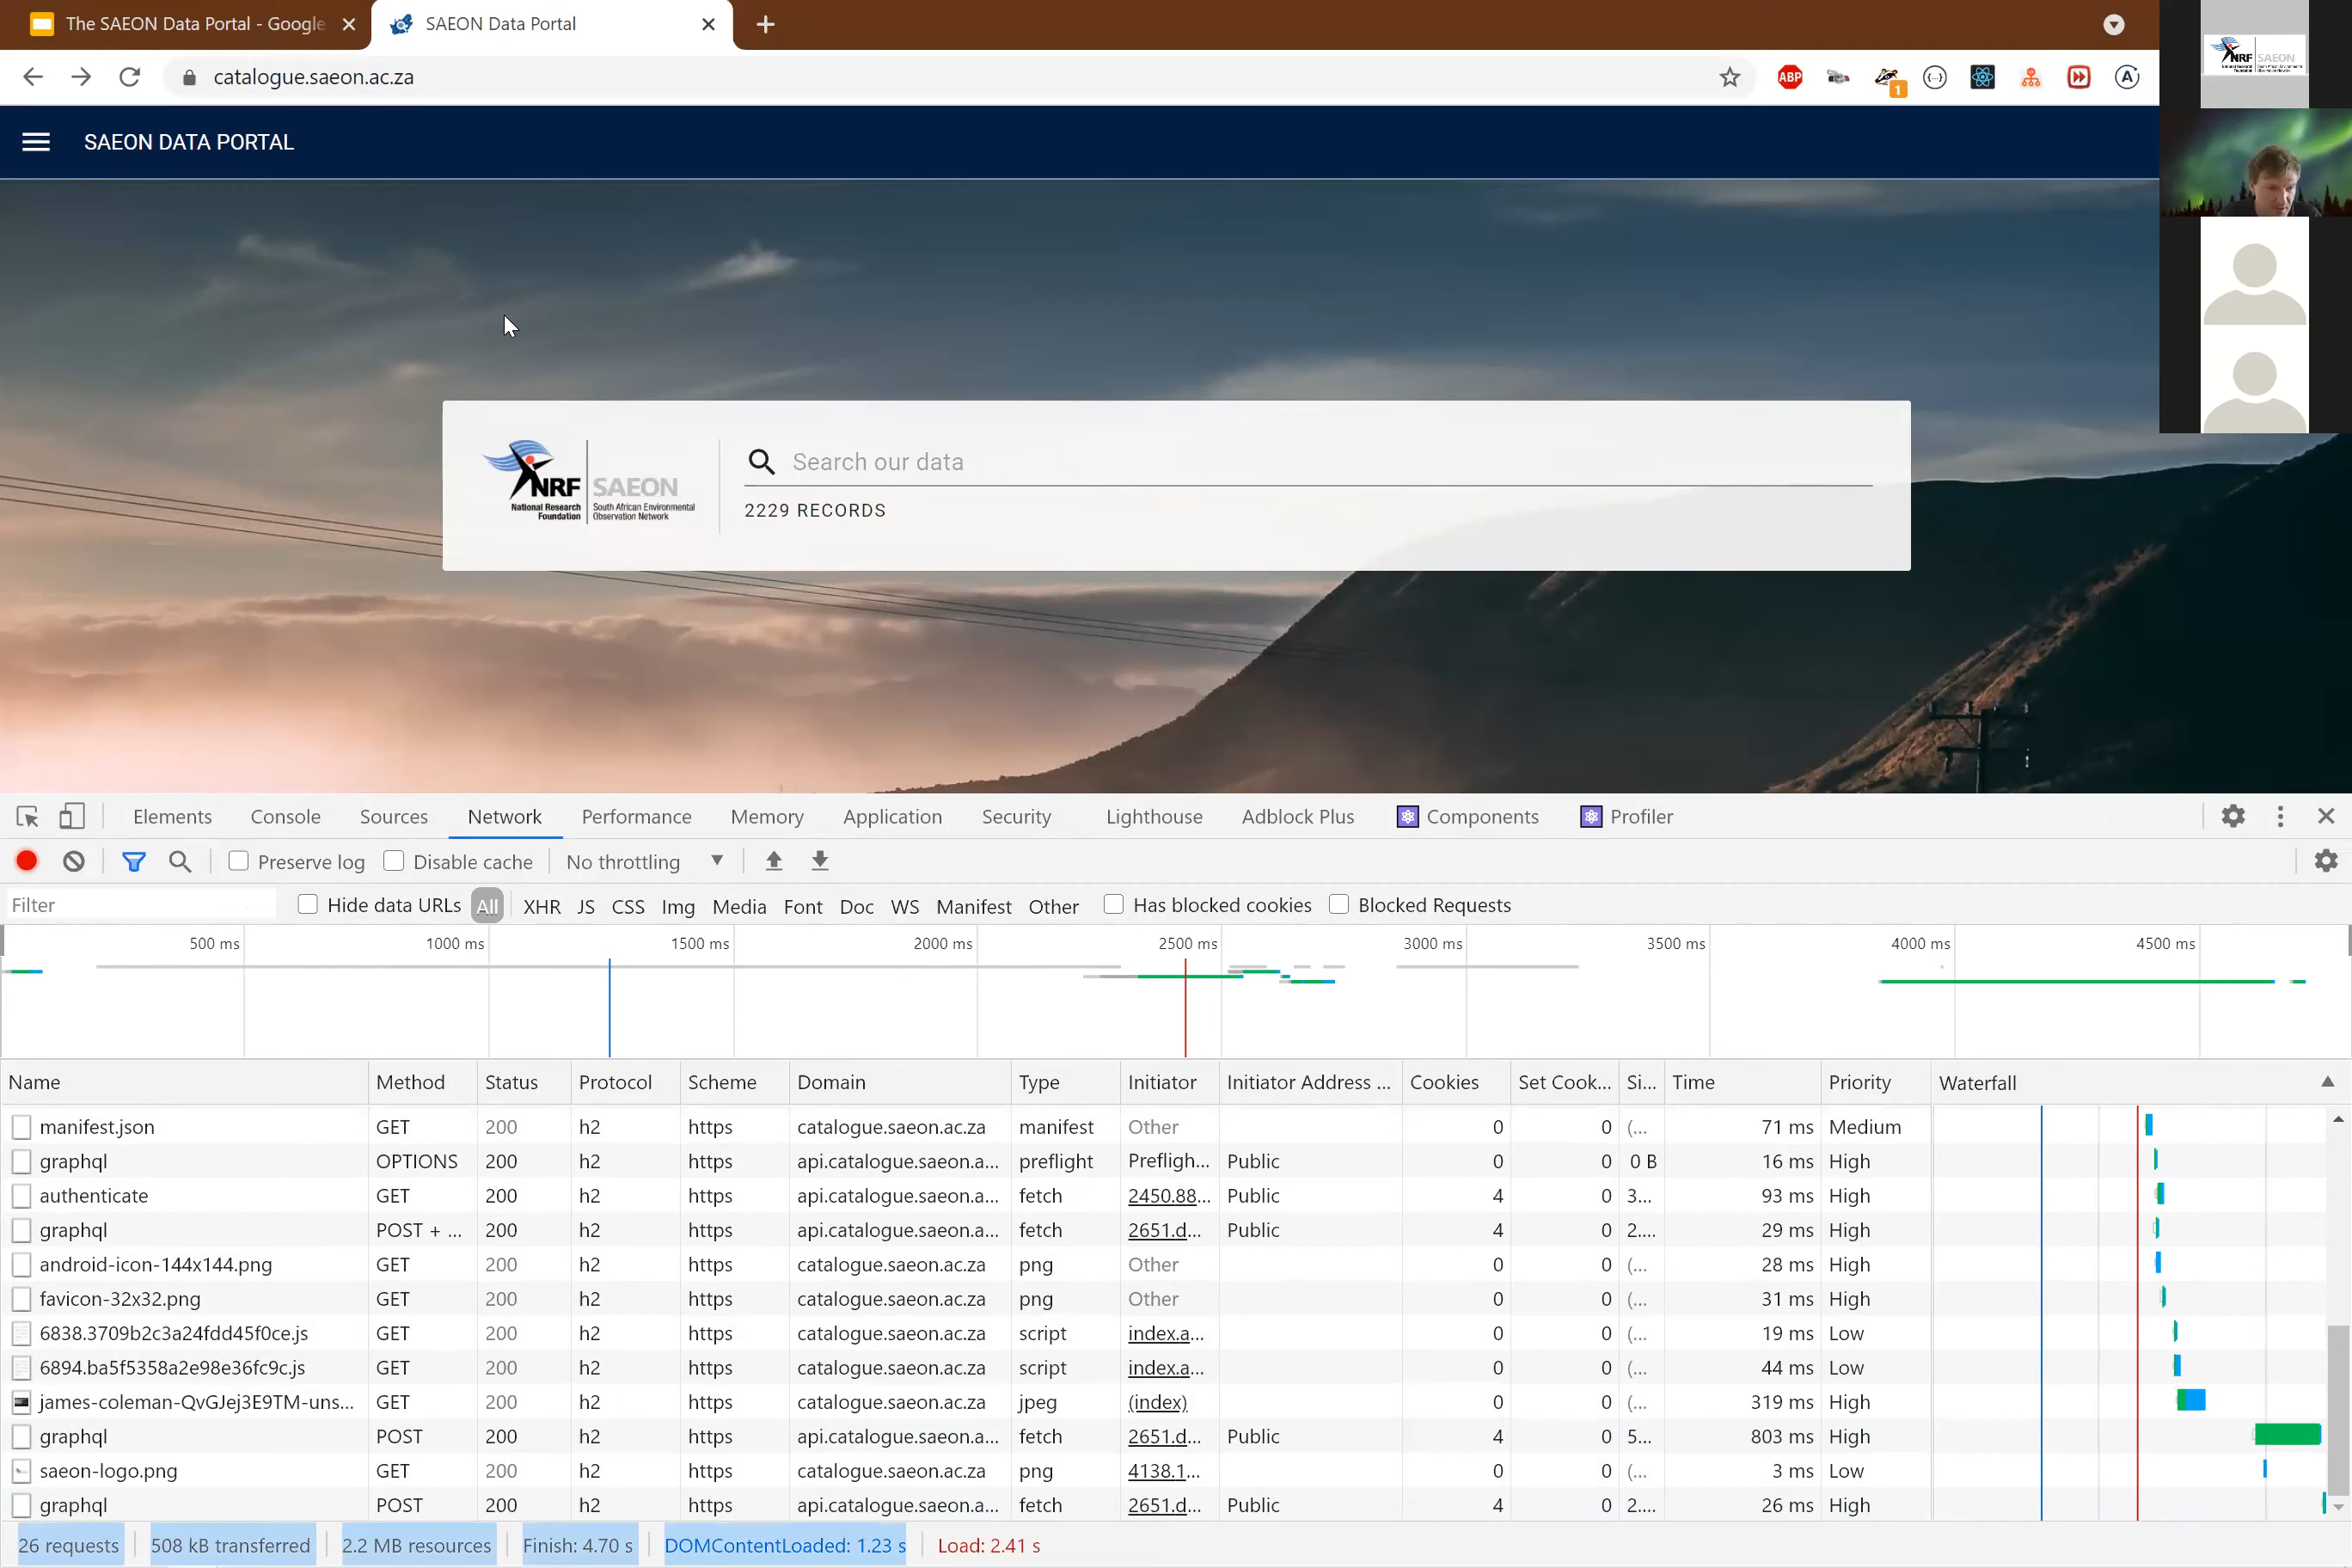 The SAEON Data Portal - Google
SAEON Data Portal
catalogue.saeon.ac.za
ABP
1
A
NRF SAEON
SAEON DATA PORTAL
NRF SAEON
National Research Foundation
South African Environmental Observation Network
Search our data
2229 RECORDS
Elements Console Sources Network Performance Memory Application Security Lighthouse Adblock Plus Components Profiler
Preserve log Disable cache No throttling
Filter Hide data URLs All XHR JS CSS Img Media Font Doc WS Manifest Other Has blocked cookies Blocked Requests
500 ms 1000 ms 1500 ms 2000 ms 2500 ms 3000 ms 3500 ms 4000 ms 4500 ms
Name Method Status Protocol Scheme Domain Type Initiator Initiator Address ... Cookies Set Cook... Si... Time Priority Waterfall
manifest.json GET 200 h2 https catalogue.saeon.ac.za manifest Other 0 0 (... 71 ms Medium
graphql OPTIONS 200 h2 https api.catalogue.saeon.a... preflight Prefligh... Public 0 0 0 B 16 ms High
authenticate GET 200 h2 https api.catalogue.saeon.a... fetch 2450.88... Public 4 0 3... 93 ms High
graphql POST + ... 200 h2 https api.catalogue.saeon.a... fetch 2651.d... Public 4 0 2.... 29 ms High
android-icon-144x144.png GET 200 h2 https catalogue.saeon.ac.za png Other 0 0 (... 28 ms High
favicon-32x32.png GET 200 h2 https catalogue.saeon.ac.za png Other 0 0 (... 31 ms High
6838.3709b2c3a24fdd45f0ce.js GET 200 h2 https catalogue.saeon.ac.za script index.a... 0 0 (... 19 ms Low
6894.ba5f5358a2e98e36fc9c.js GET 200 h2 https catalogue.saeon.ac.za script index.a... 0 0 (... 44 ms Low
james-coleman-QvGJej3E9TM-uns... GET 200 h2 https catalogue.saeon.ac.za jpeg (index) 0 0 (... 319 ms High
graphql POST 200 h2 https api.catalogue.saeon.a... fetch 2651.d... Public 4 0 5... 803 ms High
saeon-logo.png GET 200 h2 https catalogue.saeon.ac.za png 4138.1... 0 0 (... 3 ms Low
graphql POST 200 h2 https api.catalogue.saeon.a... fetch 2651.d... Public 4 0 2.... 26 ms High
26 requests 508 kB transferred 2.2 MB resources Finish: 4.70 s DOMContentLoaded: 1.23 s Load: 2.41 s